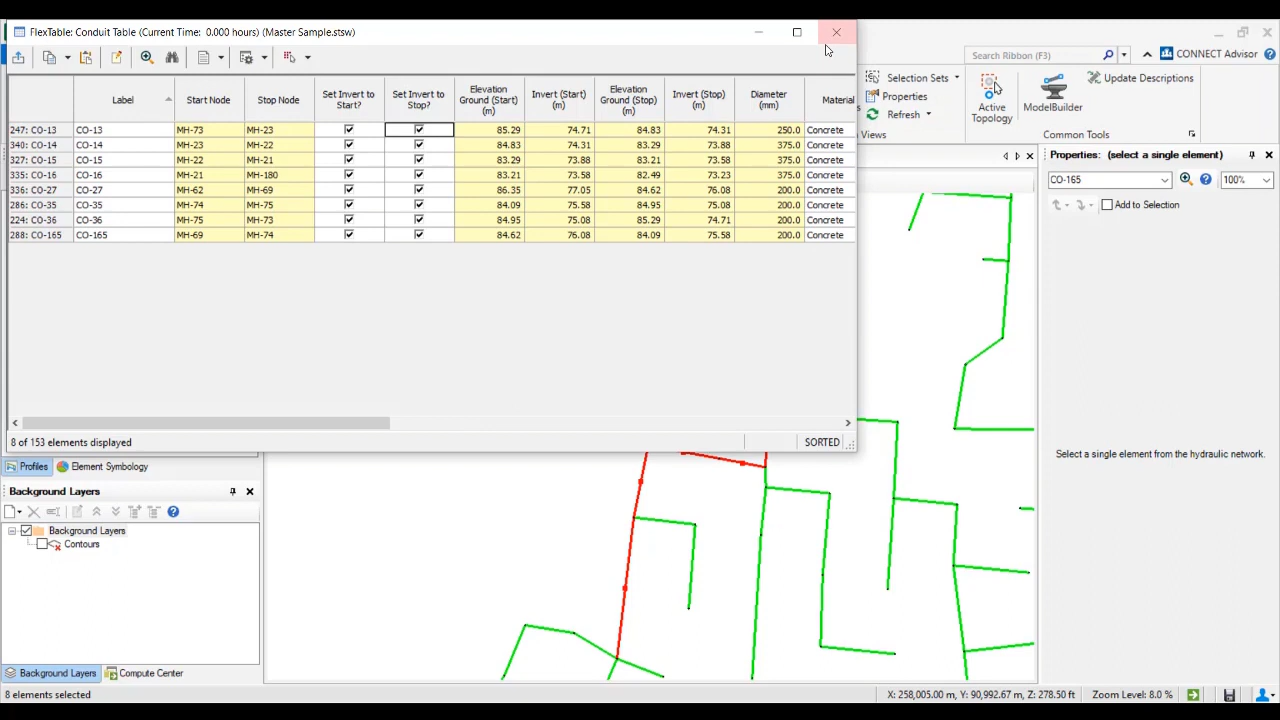 FlexTable: Conduit Table (Current Time: 0.000 hours) (Master Sample.stsw)
Label Start Node Stop Node Set Invert to Start? Set Invert to Stop? Elevation Ground (Start) (m) Invert (Start) (m) Elevation Ground (Stop) (m) Invert (Stop) (m) Diameter (mm) Material
247: CO-13 CO-13 MH-73 MH-23 85.29 74.71 84.83 74.31 250.0 Concrete
340: CO-14 CO-14 MH-23 MH-22 84.83 74.31 83.29 73.88 375.0 Concrete
327: CO-15 CO-15 MH-22 MH-21 83.29 73.88 83.21 73.58 375.0 Concrete
335: CO-16 CO-16 MH-21 MH-180 83.21 73.58 82.49 73.23 375.0 Concrete
336: CO-27 CO-27 MH-62 MH-69 86.35 77.05 84.62 76.08 200.0 Concrete
286: CO-35 CO-35 MH-74 MH-75 84.09 75.58 84.95 75.08 200.0 Concrete
224: CO-36 CO-36 MH-75 MH-73 84.95 75.08 85.29 74.71 200.0 Concrete
288: CO-165 CO-165 MH-69 MH-74 84.62 76.08 84.09 75.58 200.0 Concrete
8 of 153 elements displayed SORTED
Search Ribbon (F3) CONNECT Advisor
Selection Sets
Properties
Refresh
Views
Active Topology
ModelBuilder
Update Descriptions
Common Tools
Properties: (select a single element)
CO-165 100%
Add to Selection
Select a single element from the hydraulic network.
Profiles Element Symbology
Background Layers
Background Layers
Contours
Background Layers Compute Center
8 elements selected X: 258,005.00 m, Y: 90,992.67 m, Z: 278.50 ft Zoom Level: 8.0 %